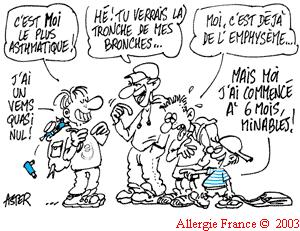 C'EST MOI
LE PLUS
ASTHMATIQUE!
J'AI
UN
VEMS
QUASI
NUL!
HÉ! TU VERRAIS LA
TRONCHE DE MES
BRONCHES...
MOI, C'EST DÉJÀ
DE L'EMPHYSÈME...
MAIS MOI
J'AI COMMENCÉ
A 6 MOIS,
MINABLES!
ASTER
Allergie France © 2003